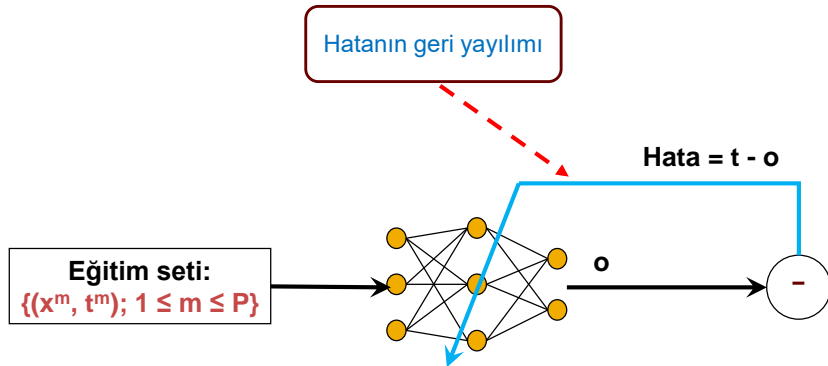 Hatanın geri yayılımı
Hata = t - o
Eğitim seti:
{(xᵐ, tᵐ); 1 ≤ m ≤ P}
o
-